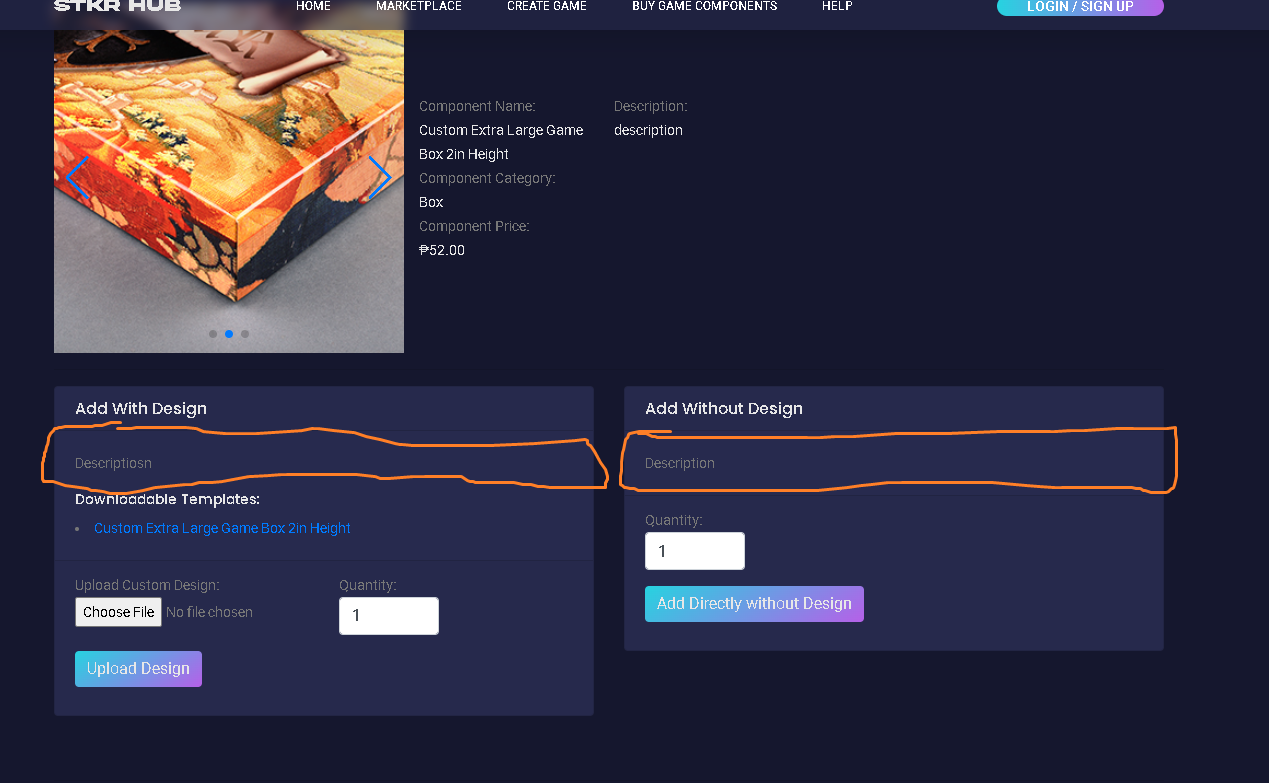 STKR HUB
HOME
MARKETPLACE
CREATE GAME
BUY GAME COMPONENTS
HELP
LOGIN / SIGN UP
Component Name:
Custom Extra Large Game
Box 2in Height
Component Category:
Box
Component Price:
₱52.00
Description:
description
Add With Design
Descriptiosn
Downloadable Templates:
• Custom Extra Large Game Box 2in Height
Upload Custom Design:
Choose File No file chosen
Quantity:
1
Upload Design
Add Without Design
Description
Quantity:
1
Add Directly without Design